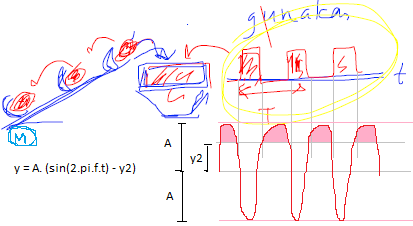 gunakan
t
T
M
A
y2
A
y = A. (sin(2.pi.f.t) - y2)